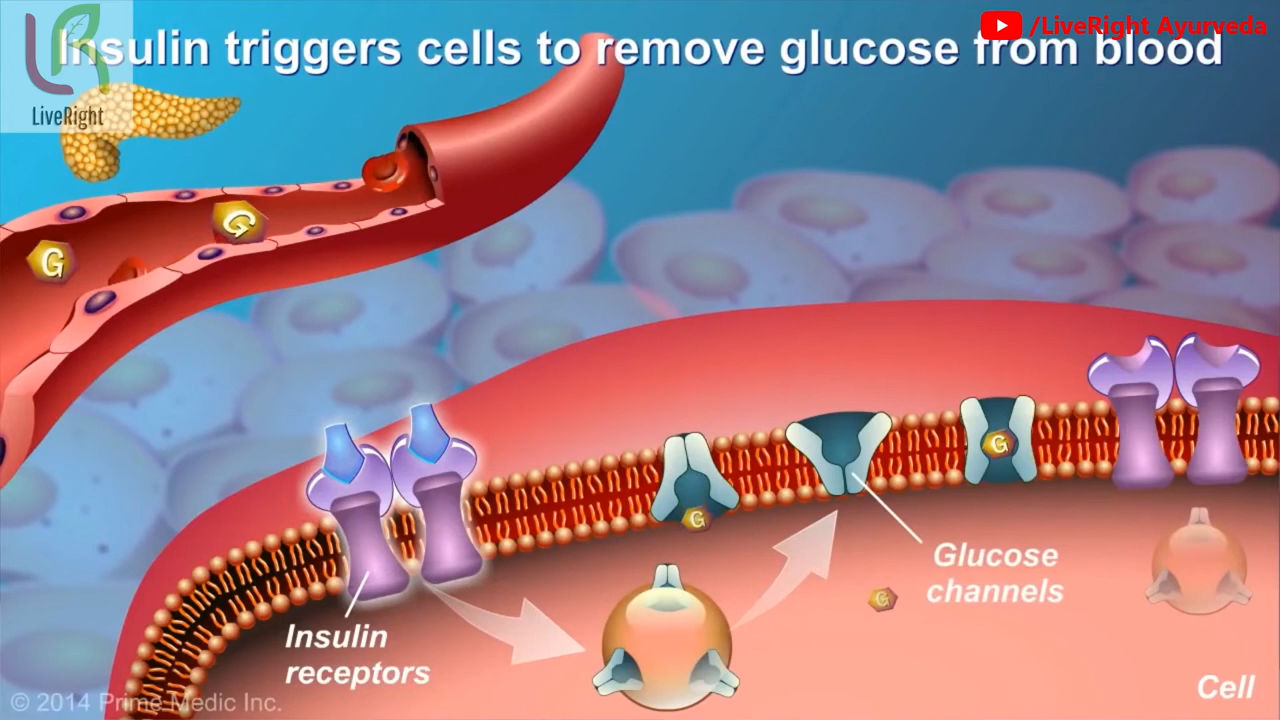 /LiveRight Ayurveda
Insulin triggers cells to remove glucose from blood
LiveRight
G
G
G
G
G
Glucose
channels
Insulin
receptors
Cell
© 2014 Prime Medic Inc.